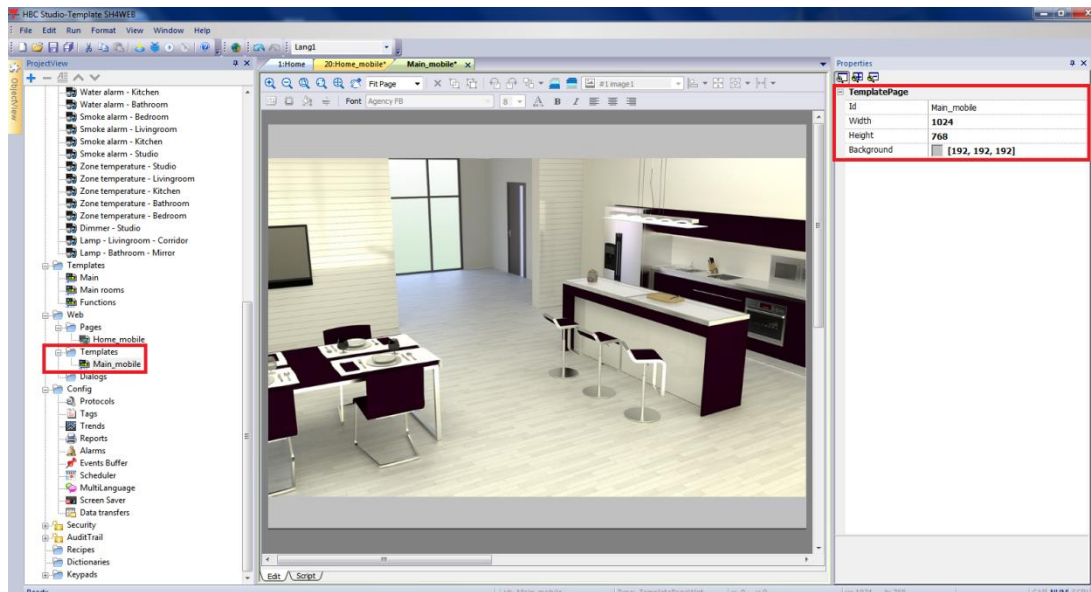 HBC Studio-Template SH4WEB
File Edit Run Format View Window Help
Lang1
ProjectView
ObjectView
Water alarm - Kitchen
Water alarm - Bathroom
Smoke alarm - Bedroom
Smoke alarm - Livingroom
Smoke alarm - Kitchen
Smoke alarm - Studio
Zone temperature - Studio
Zone temperature - Livingroom
Zone temperature - Kitchen
Zone temperature - Bathroom
Zone temperature - Bedroom
Dimmer - Studio
Lamp - Livingroom - Corridor
Lamp - Bathroom - Mirror
Templates
Main
Main rooms
Functions
Web
Pages
Home_mobile
Templates
Main_mobile
Dialogs
Config
Protocols
Tags
Trends
Reports
Alarms
Events Buffer
Scheduler
MultiLanguage
Screen Saver
Data transfers
Security
AuditTrail
Recipes
Dictionaries
Keypads
1:Home 20:Home_mobile* Main_mobile* x
Fit Page #1 image1
Font Agency FB 8 A B I
Edit Script
Properties
TemplatePage
Id Main_mobile
Width 1024
Height 768
Background [192, 192, 192]
Ready